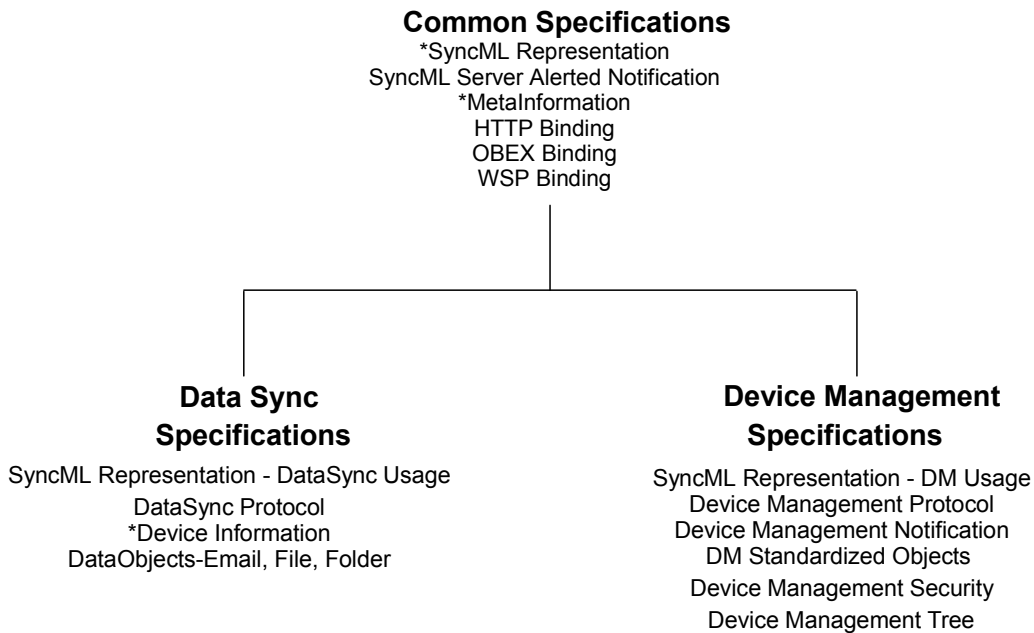 Common Specifications
*SyncML Representation
SyncML Server Alerted Notification
*MetaInformation
HTTP Binding
OBEX Binding
WSP Binding
Data Sync
Specifications
SyncML Representation - DataSync Usage
DataSync Protocol
*Device Information
DataObjects-Email, File, Folder
Device Management
Specifications
SyncML Representation - DM Usage
Device Management Protocol
Device Management Notification
DM Standardized Objects
Device Management Security
Device Management Tree